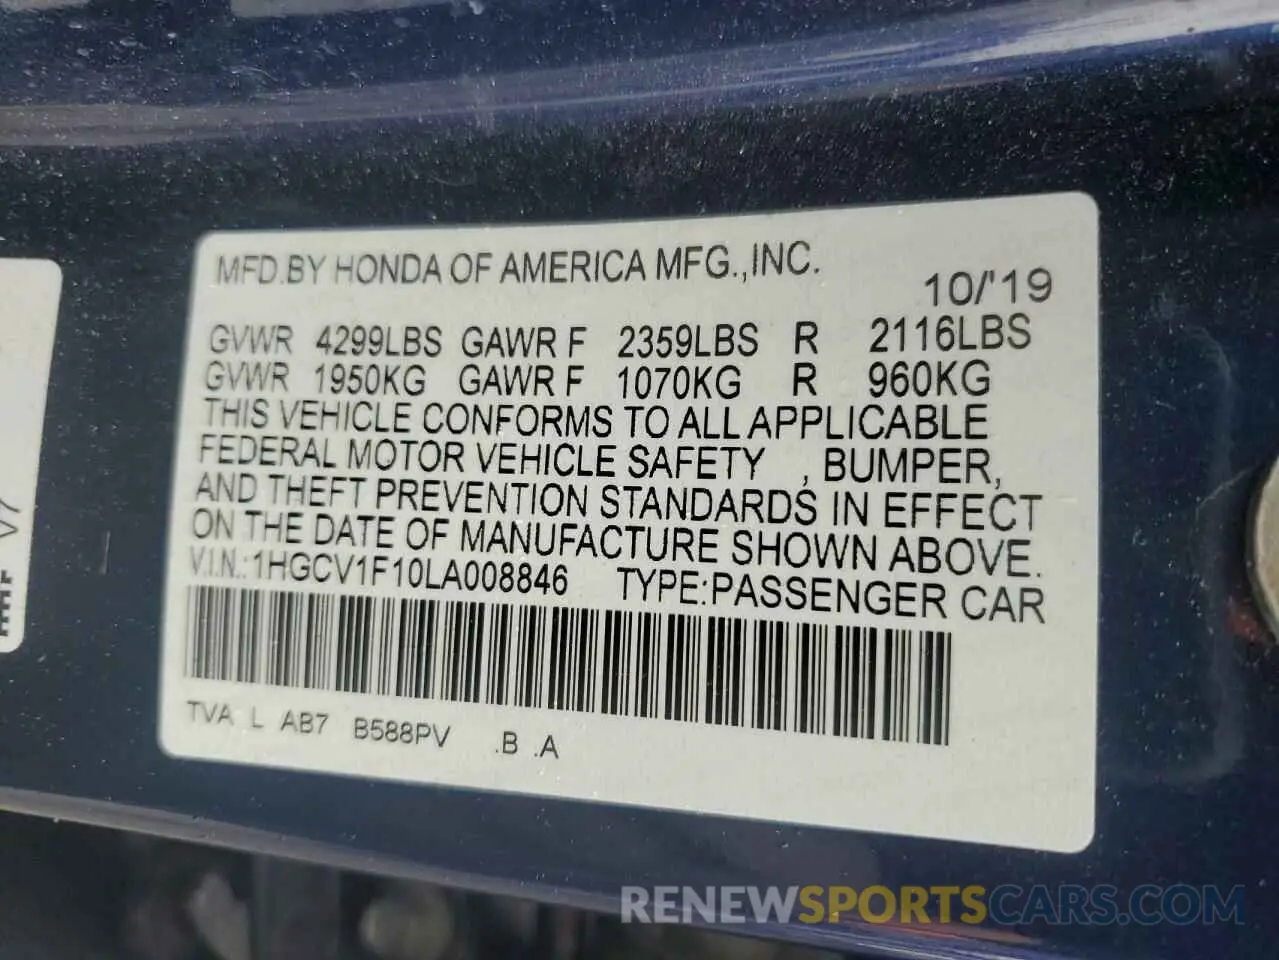 MFD.BY HONDA OF AMERICA MFG.,INC.
10/'19
GVWR 4299LBS GAWR F 2359LBS R 2116LBS
GVWR 1950KG GAWR F 1070KG R 960KG
THIS VEHICLE CONFORMS TO ALL APPLICABLE
FEDERAL MOTOR VEHICLE SAFETY , BUMPER,
AND THEFT PREVENTION STANDARDS IN EFFECT
ON THE DATE OF MANUFACTURE SHOWN ABOVE.
V.I.N.:1HGCV1F10LA008846 TYPE:PASSENGER CAR
TVA L AB7 B588PV .B .A
V7
RENEWSPORTSCARS.COM